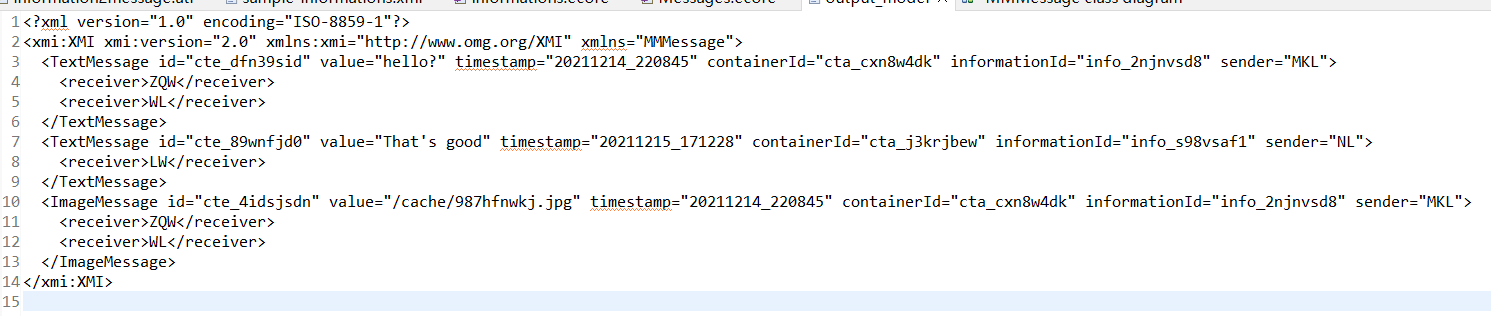 sample-informations.xml
Messages.ecore
output_model
MMMessage class diagram
1 <?xml version="1.0" encoding="ISO-8859-1"?>
2 <xmi:XMI xmi:version="2.0" xmlns:xmi="http://www.omg.org/XMI" xmlns="MMMessage">
3 <TextMessage id="cte_dfn39sid" value="hello?" timestamp="20211214_220845" containerId="cta_cxn8w4dk" informationId="info_2njnvsd8" sender="MKL">
4 <receiver>ZQW</receiver>
5 <receiver>WL</receiver>
6 </TextMessage>
7 <TextMessage id="cte_89wnfjd0" value="That's good" timestamp="20211215_171228" containerId="cta_j3krjbew" informationId="info_s98vsaf1" sender="NL">
8 <receiver>LW</receiver>
9 </TextMessage>
10 <ImageMessage id="cte_4idsjsdn" value="/cache/987hfnwkj.jpg" timestamp="20211214_220845" containerId="cta_cxn8w4dk" informationId="info_2njnvsd8" sender="MKL">
11 <receiver>ZQW</receiver>
12 <receiver>WL</receiver>
13 </ImageMessage>
14 </xmi:XMI>
15